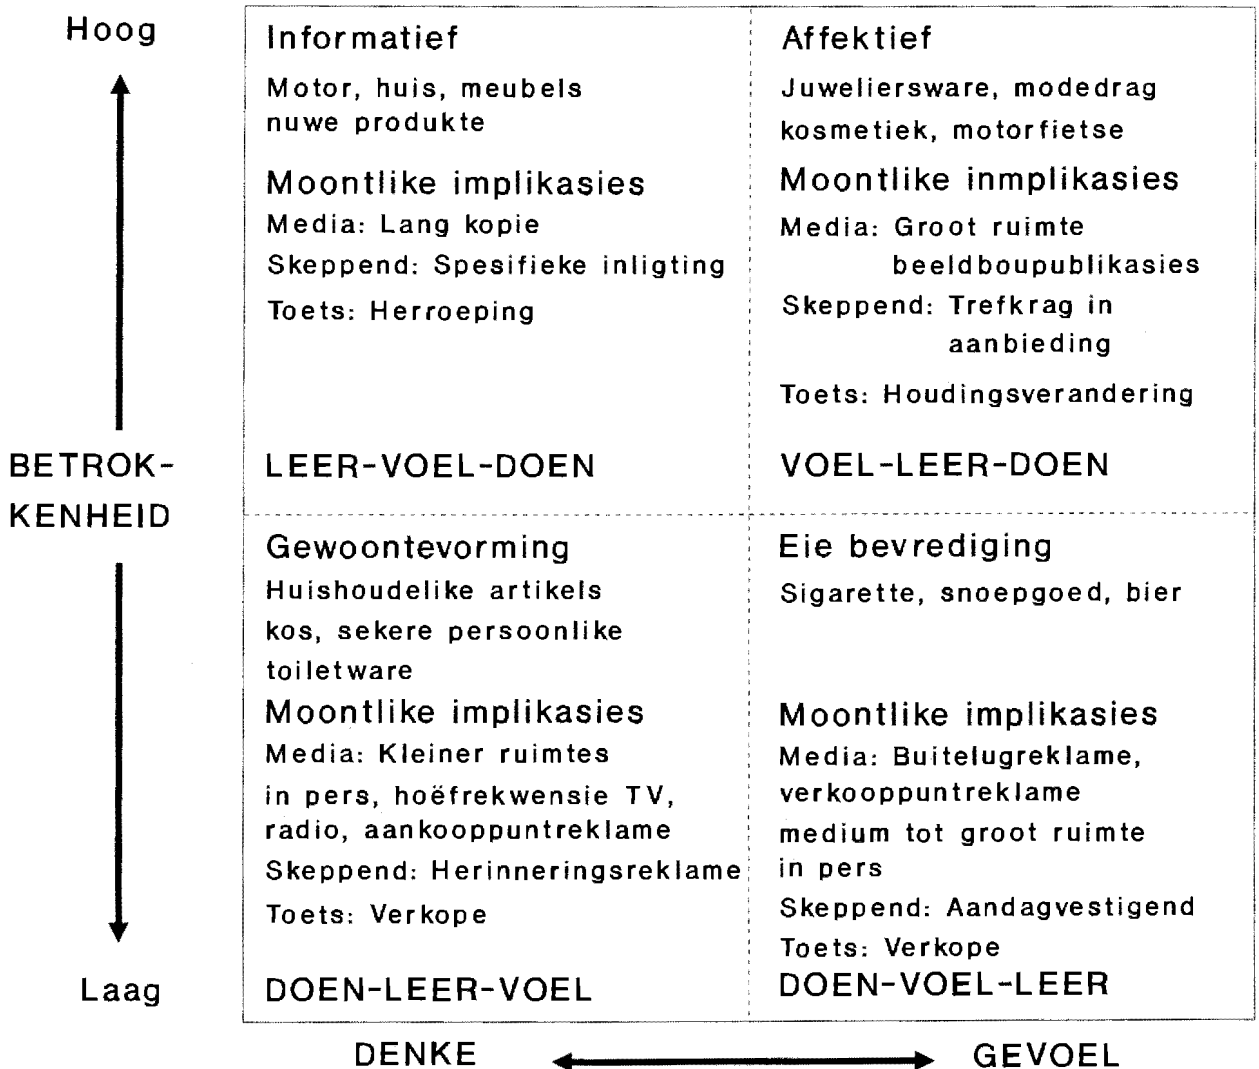 Hoog
Informatief
Motor, huis, meubels
nuwe produkte
Moontlike implikasies
Media: Lang kopie
Skeppend: Spesifieke inligting
Toets: Herroeping
LEER-VOEL-DOEN
Affektief
Juweliersware, modedrag
kosmetiek, motorfietse
Moontlike inmplikasies
Media: Groot ruimte
beeldboupublikasies
Skeppend: Trefkrag in
aanbieding
Toets: Houdingsverandering
VOEL-LEER-DOEN
BETROK-
KENHEID
Gewoontevorming
Huishoudelike artikels
kos, sekere persoonlike
toiletware
Moontlike implikasies
Media: Kleiner ruimtes
in pers, hoëfrekwensie TV,
radio, aankooppuntreklame
Skeppend: Herinneringsreklame
Toets: Verkope
DOEN-LEER-VOEL
Eie bevrediging
Sigarette, snoepgoed, bier
Moontlike implikasies
Media: Buitelugreklame,
verkooppuntreklame
medium tot groot ruimte
in pers
Skeppend: Aandagvestigend
Toets: Verkope
DOEN-VOEL-LEER
Laag
DENKE
GEVOEL